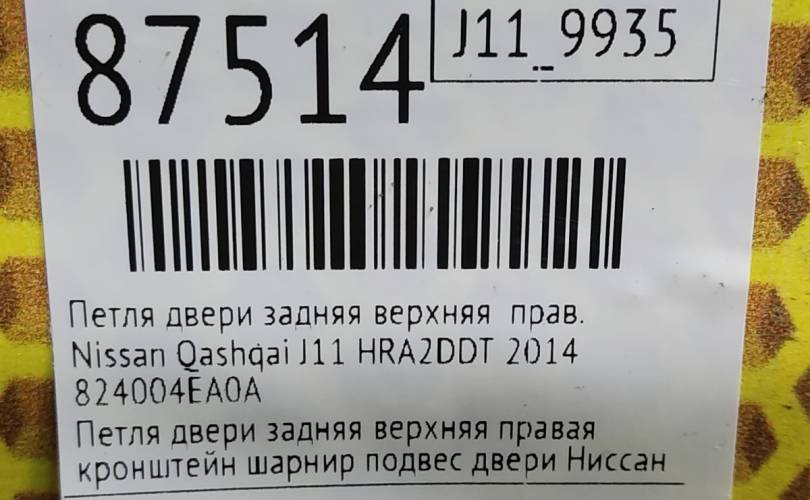 87514
J11_9935
Петля двери задняя верхняя прав.
Nissan Qashqai J11 HRA2DDT 2014
824004EA0A
Петля двери задняя верхняя правая
кронштейн шарнир подвес двери Ниссан